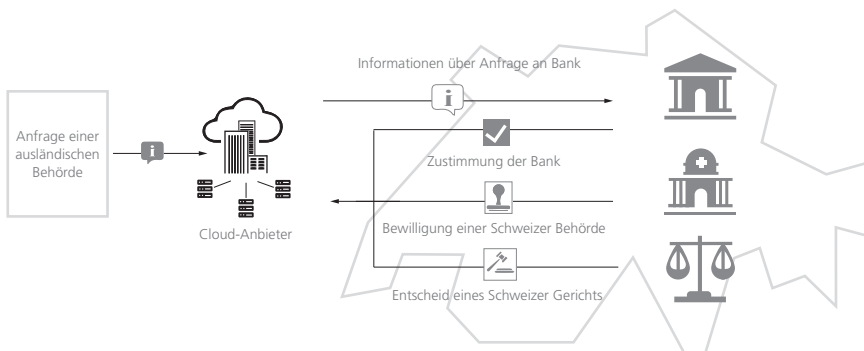 Anfrage einer
ausländischen
Behörde
Cloud-Anbieter
Informationen über Anfrage an Bank
Zustimmung der Bank
Bewilligung einer Schweizer Behörde
Entscheid eines Schweizer Gerichts